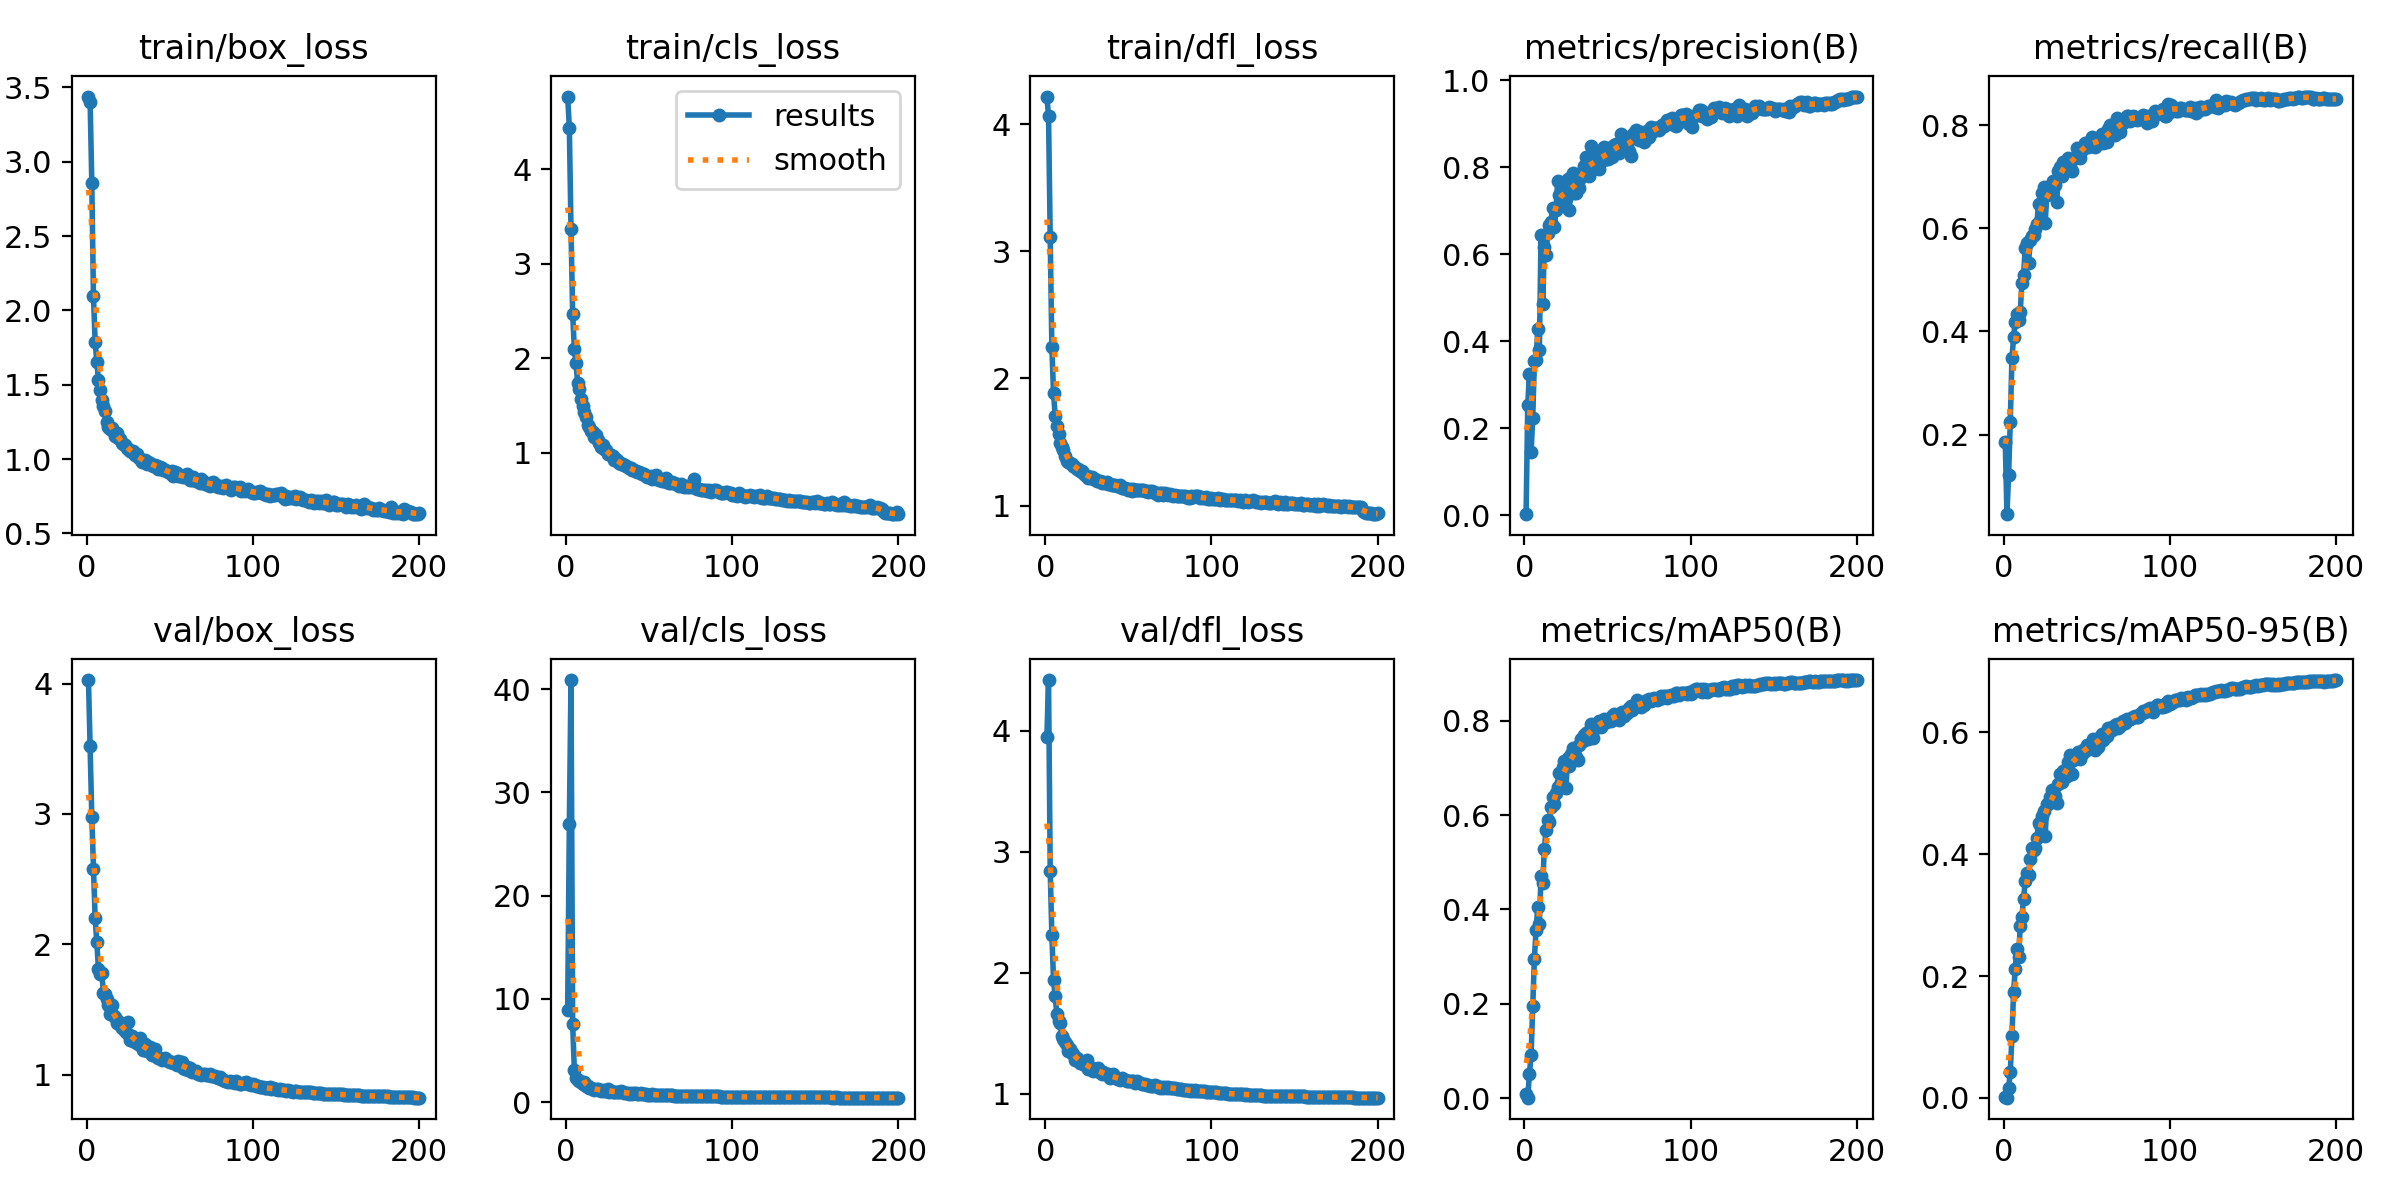 train/box_loss
3.5
3.0
2.5
2.0
1.5
1.0
0.5
0 100 200
train/cls_loss
results
smooth
4
3
2
1
0 100 200
train/dfl_loss
4
3
2
1
0 100 200
metrics/precision(B)
1.0
0.8
0.6
0.4
0.2
0.0
0 100 200
metrics/recall(B)
0.8
0.6
0.4
0.2
0 100 200
val/box_loss
4
3
2
1
0 100 200
val/cls_loss
40
30
20
10
0
0 100 200
val/dfl_loss
4
3
2
1
0 100 200
metrics/mAP50(B)
0.8
0.6
0.4
0.2
0.0
0 100 200
metrics/mAP50-95(B)
0.6
0.4
0.2
0.0
0 100 200